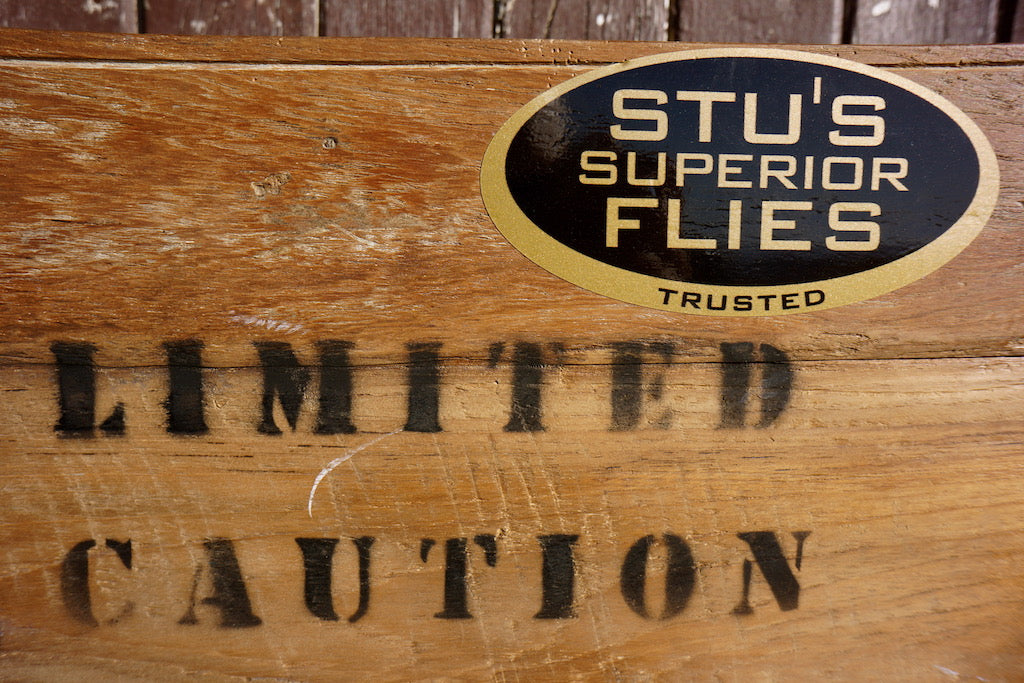 STU'S
SUPERIOR
FLIES
TRUSTED
LIMITED
CAUTION